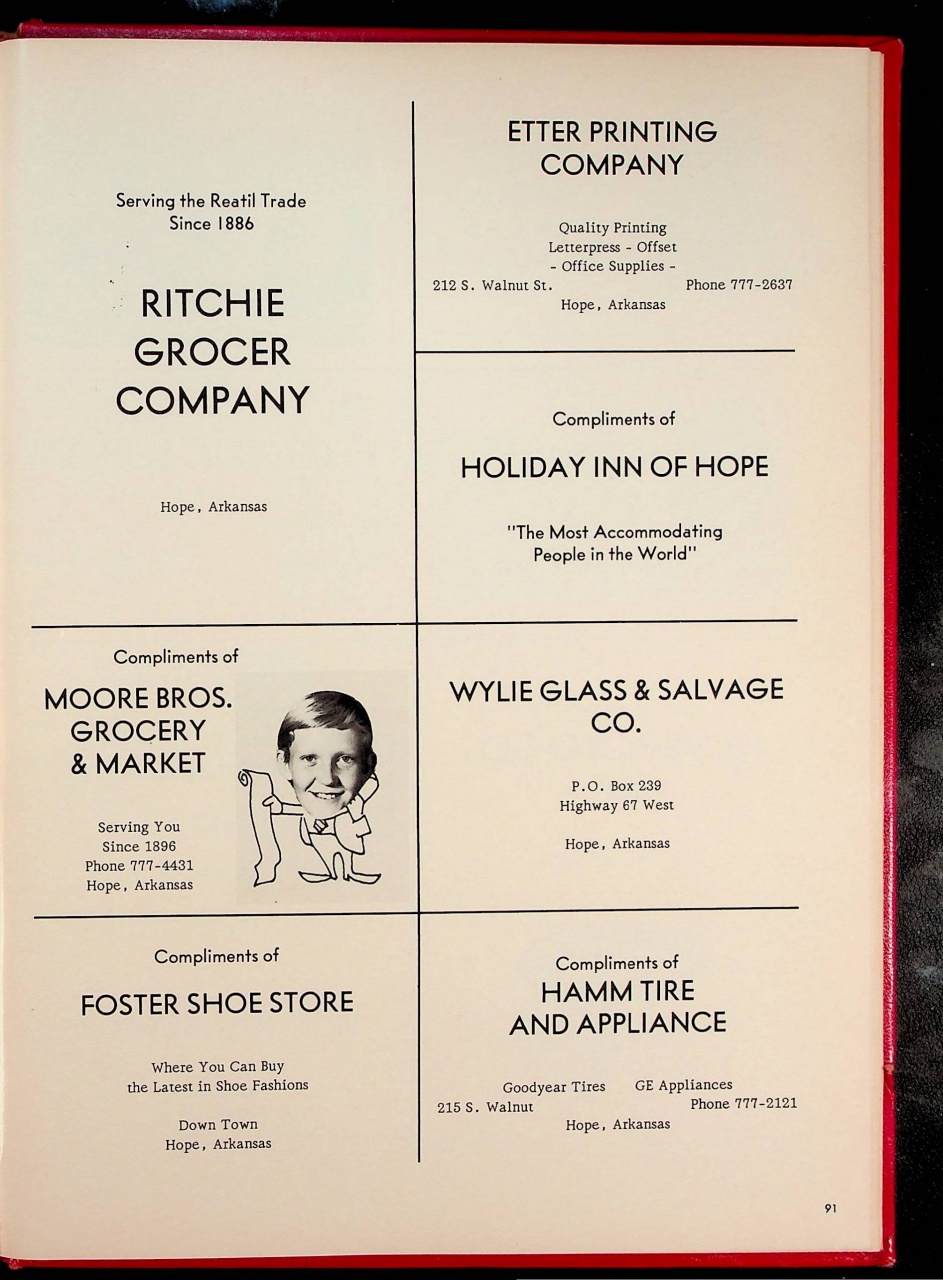 Serving the Reatil Trade
Since 1886
RITCHIE
GROCER
COMPANY
Hope, Arkansas
ETTER PRINTING
COMPANY
Quality Printing
Letterpress - Offset
- Office Supplies -
212 S. Walnut St. Phone 777-2637
Hope, Arkansas
Compliments of
HOLIDAY INN OF HOPE
"The Most Accommodating
People in the World"
Compliments of
MOORE BROS.
GROCERY
& MARKET
Serving You
Since 1896
Phone 777-4431
Hope, Arkansas
WYLIE GLASS & SALVAGE
CO.
P.O. Box 239
Highway 67 West
Hope, Arkansas
Compliments of
FOSTER SHOE STORE
Where You Can Buy
the Latest in Shoe Fashions
Down Town
Hope, Arkansas
Compliments of
HAMM TIRE
AND APPLIANCE
Goodyear Tires GE Appliances
215 S. Walnut Phone 777-2121
Hope, Arkansas
91